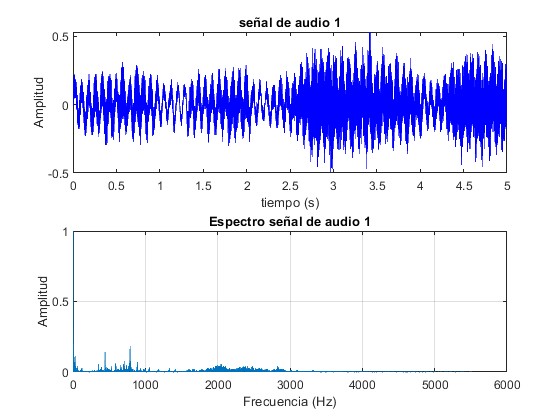 señal de audio 1
0.5
0
-0.5
Amplitud
0 0.5 1 1.5 2 2.5 3 3.5 4 4.5 5
tiempo (s)
Espectro señal de audio 1
1
0.5
0
Amplitud
0 1000 2000 3000 4000 5000 6000
Frecuencia (Hz)